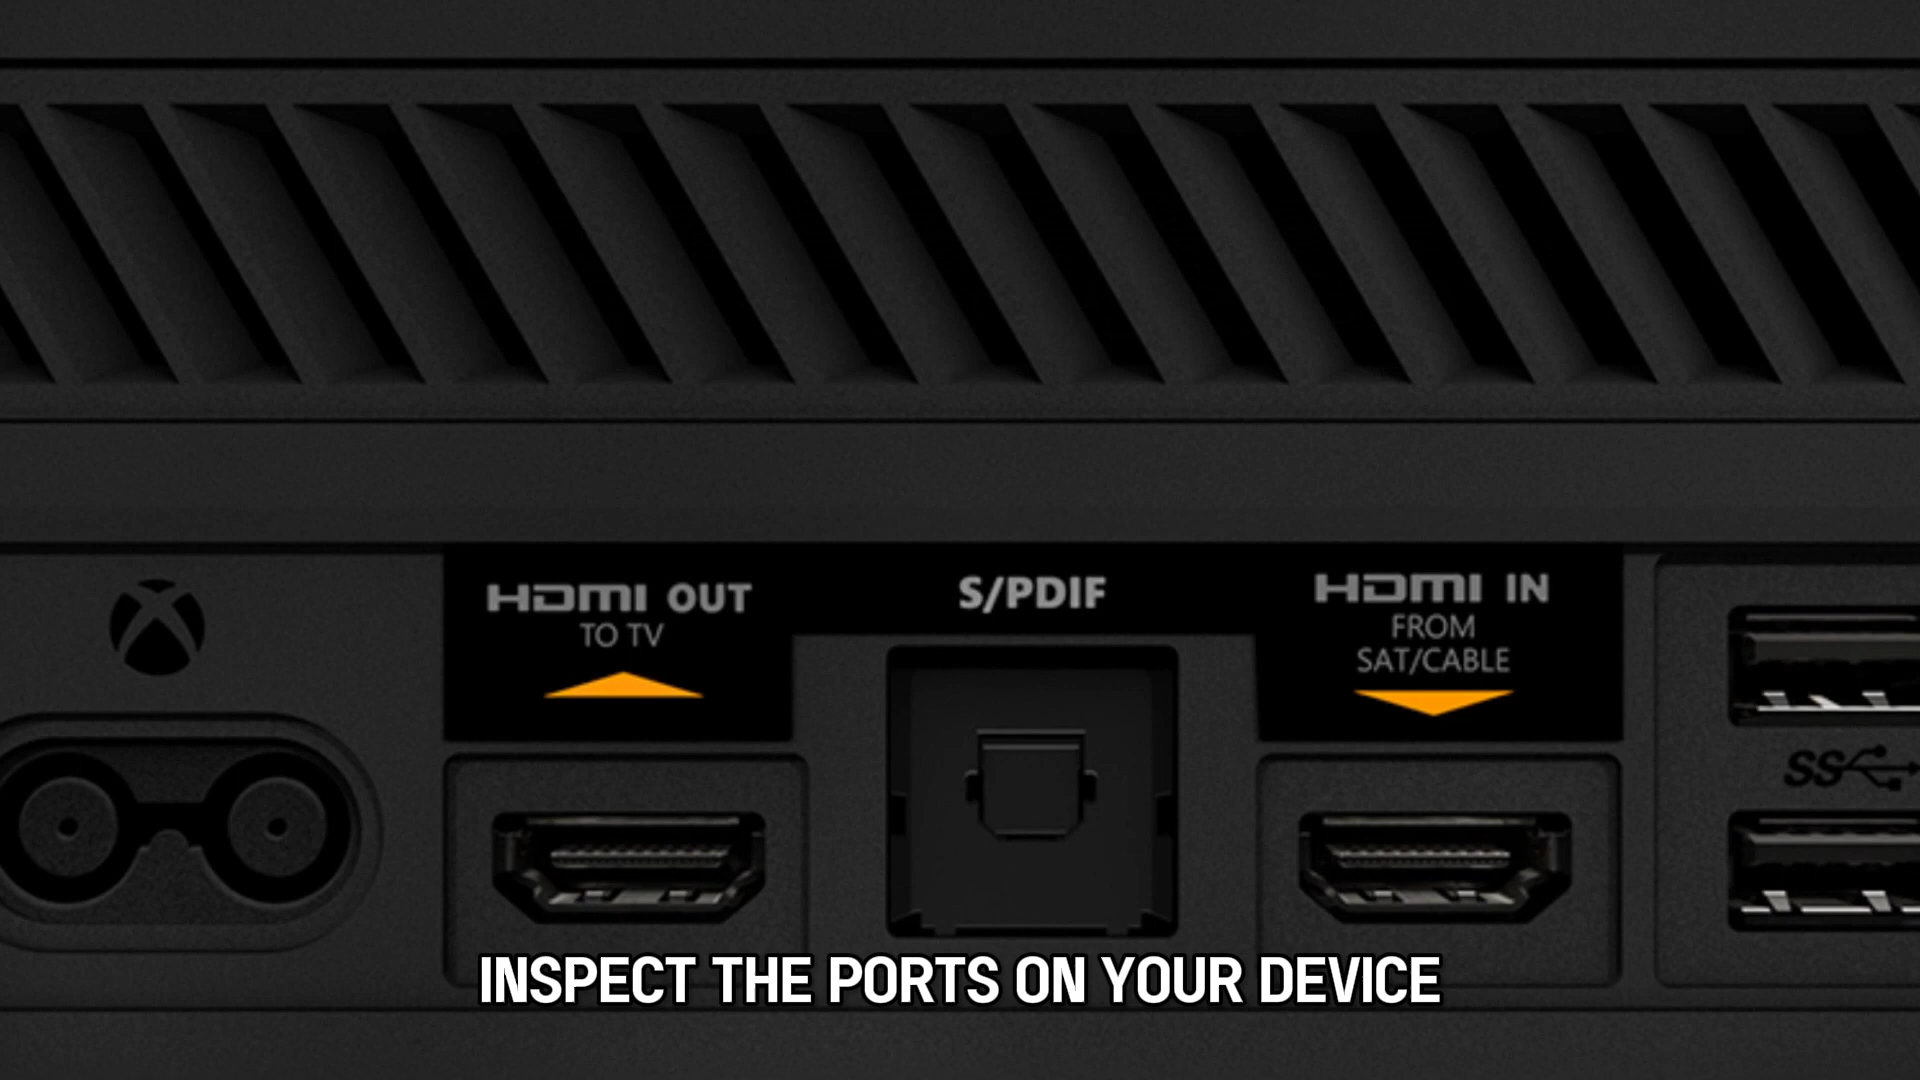 HDMI OUT
TO TV
S/PDIF
HDMI IN
FROM
SAT/CABLE
SS
INSPECT THE PORTS ON YOUR DEVICE